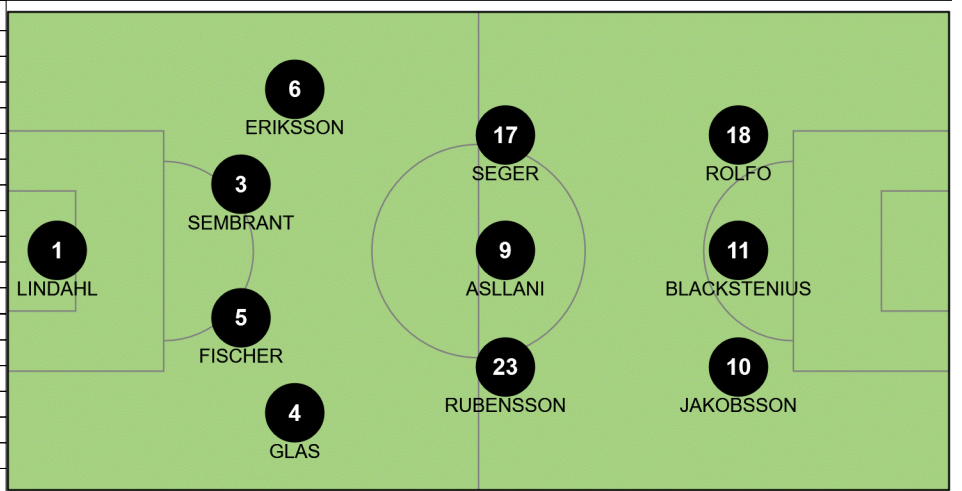 6
ERIKSSON
17
SEGER
18
ROLFO
3
SEMBRANT
1
LINDAHL
9
ASLLANI
11
BLACKSTENIUS
5
FISCHER
23
RUBENSSON
10
JAKOBSSON
4
GLAS